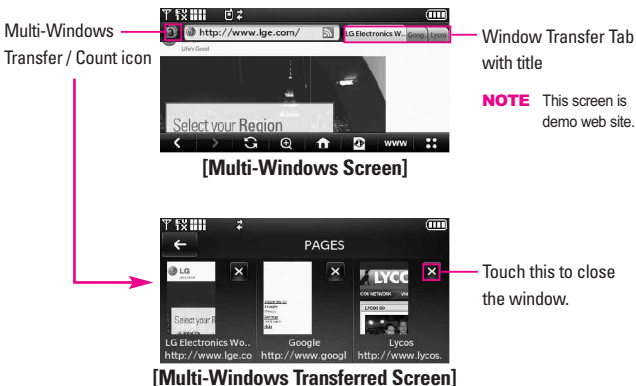 Multi-Windows
Transfer / Count icon
http://www.lge.com/
LG Electronics W..
Goog..
Lycos
Life's Good
Select your Region
www
Window Transfer Tab
with title
NOTE This screen is
demo web site.
[Multi-Windows Screen]
PAGES
LG
Select your R
LYCO
COS NETWORK
LYCOS 50
LG Electronics Wo..
Google
Lycos
http://www.lge.co
http://www.googl
http://www.lycos.
Touch this to close
the window.
[Multi-Windows Transferred Screen]